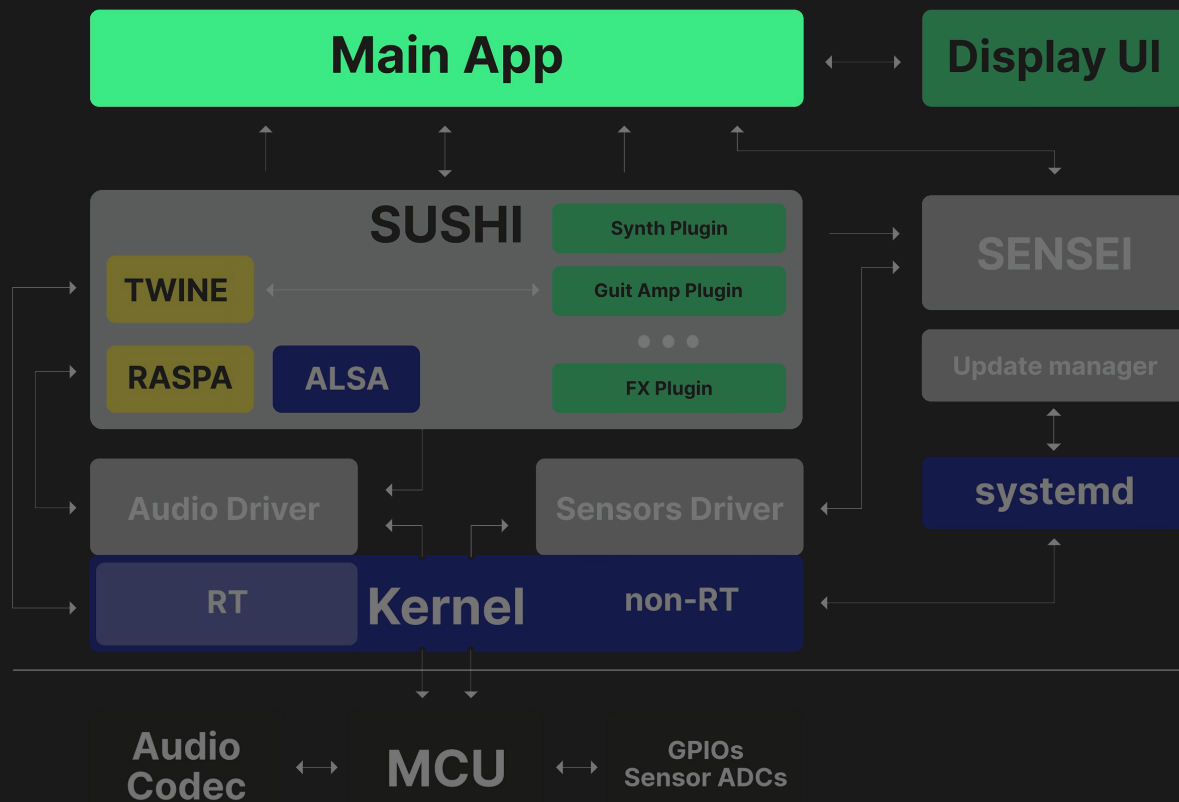 Main App
Display UI
SUSHI
Synth Plugin
SENSEI
TWINE
Guit Amp Plugin
RASPA
ALSA
FX Plugin
Update manager
Audio Driver
Sensors Driver
systemd
RT
Kernel
non-RT
Audio
Codec
MCU
GPIOs
Sensor ADCs